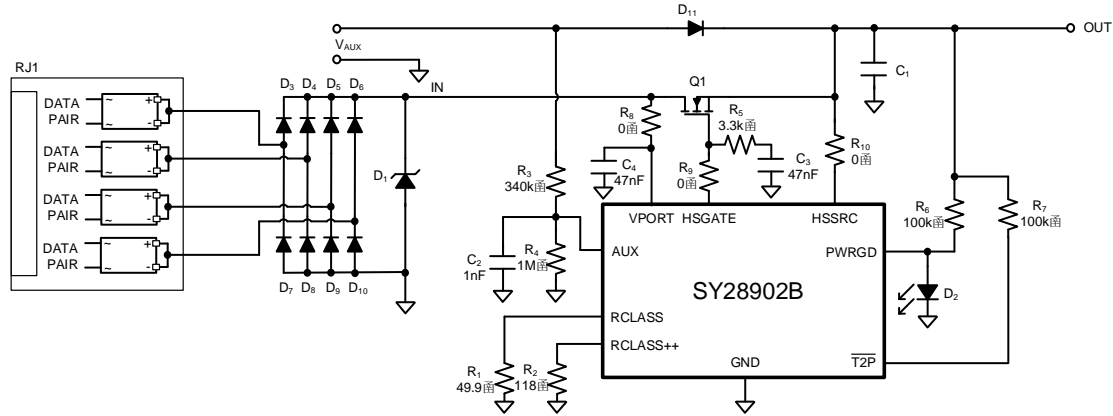 D11
OUT
VAUX
C1
RJ1
D3 D4 D5 D6
IN
Q1
DATA
PAIR
R8
0函
R5
3.3k函
R10
0函
DATA
PAIR
C4
47nF
R9
0函
C3
47nF
R3
340k函
D1
DATA
PAIR
VPORT HSGATE
HSSRC
R6
100k函
R7
100k函
DATA
PAIR
C2
1nF
R4
1M函
AUX
PWRGD
D7 D8 D9 D10
SY28902B
D2
RCLASS
RCLASS++
GND
T2P
R1
49.9函
R2
118函